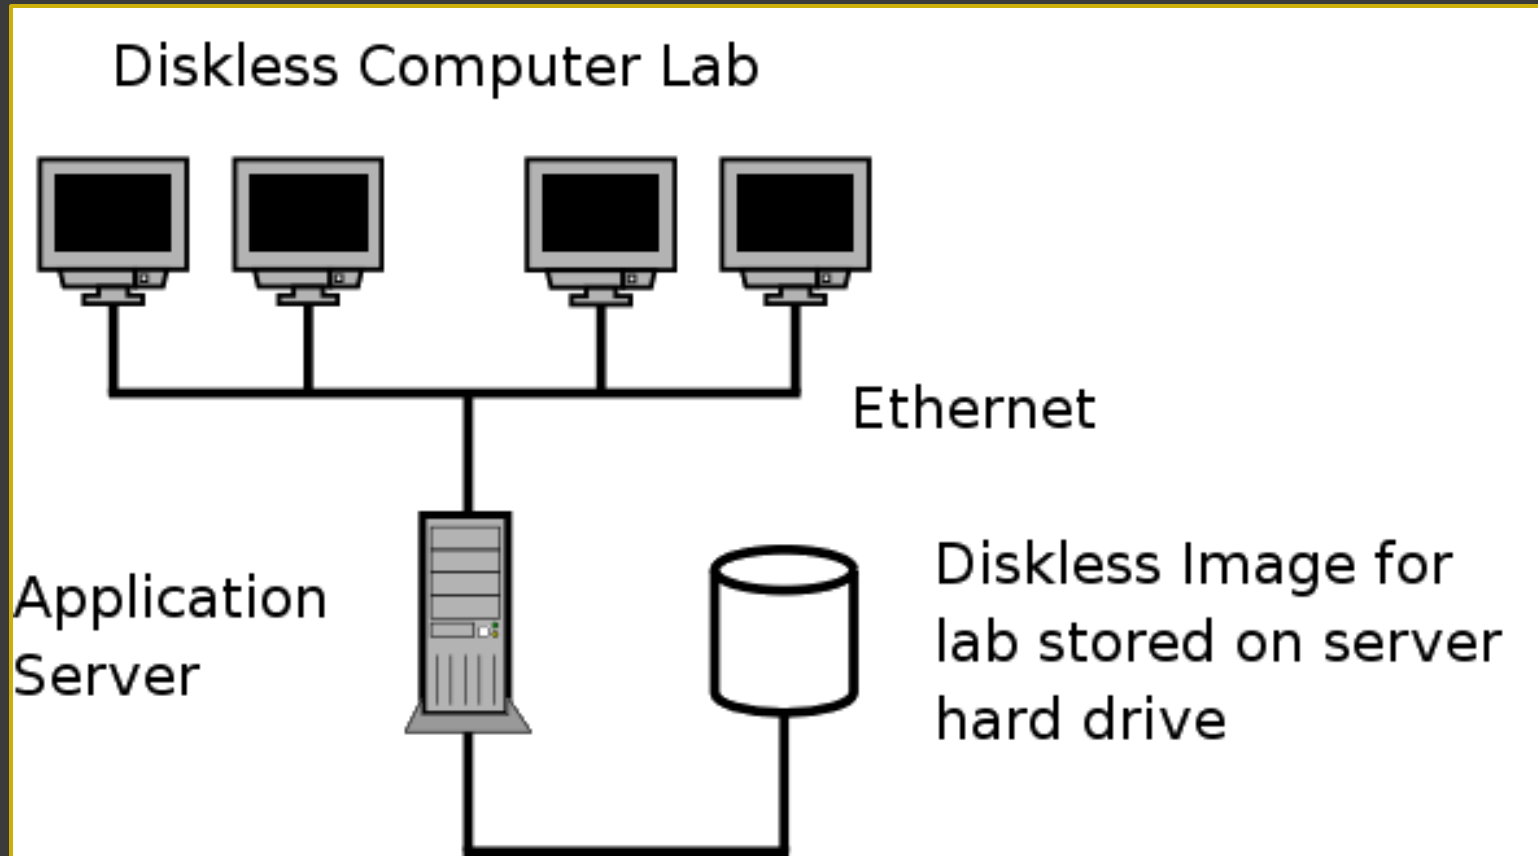 Diskless Computer Lab
Ethernet
Application
Server
Diskless Image for
lab stored on server
hard drive